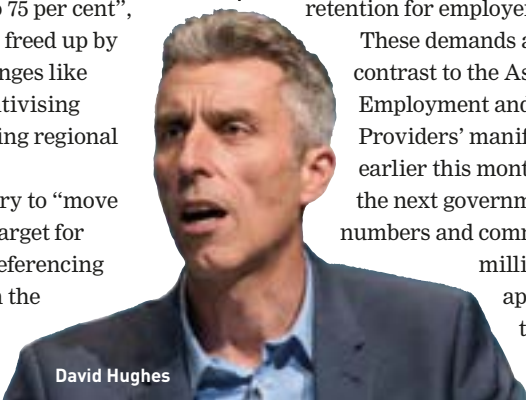 o 75 per cent”,
freed up by
nges like
tivising
ing regional
ry to “move
arget for
eferencing
n the
retention for employe
These demands a
contrast to the As
Employment and
Providers’ manif
earlier this mont
the next governm
numbers and comm
milli
ap
t
David Hughes